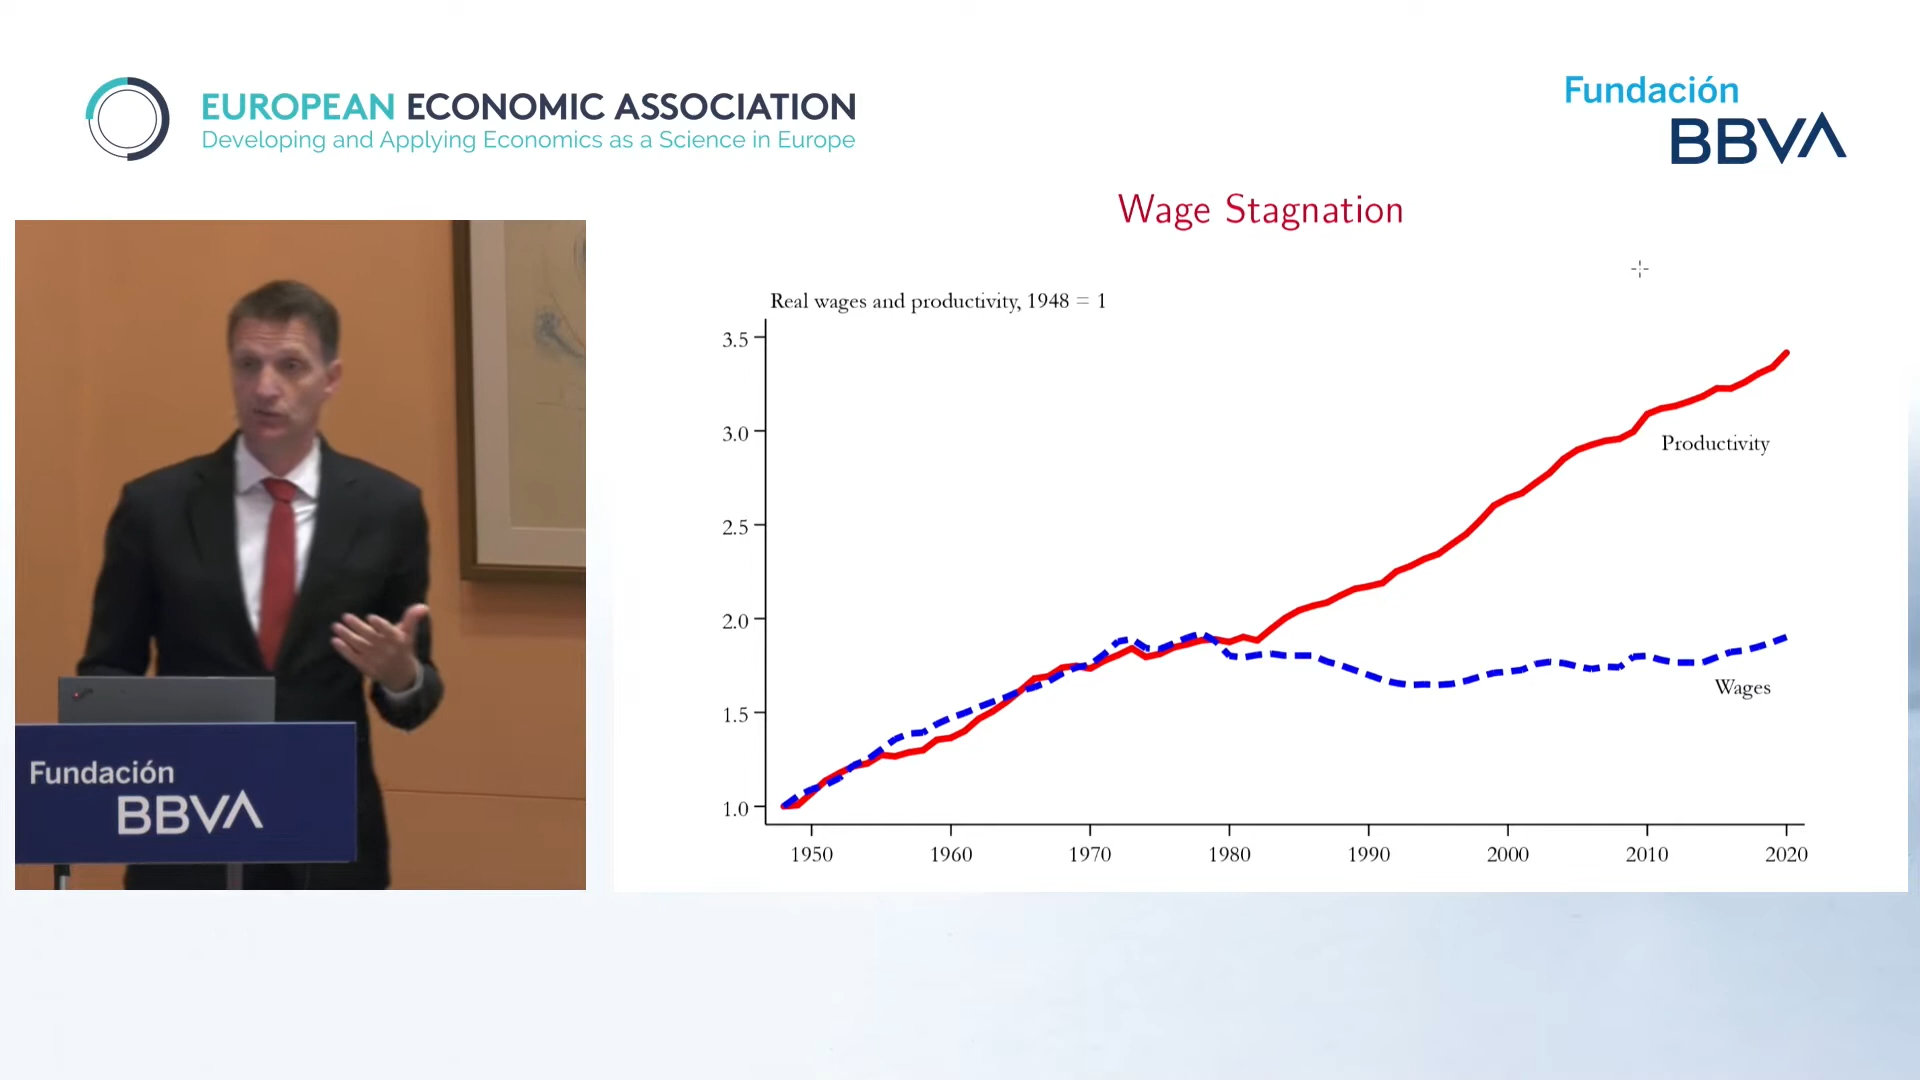 EUROPEAN ECONOMIC ASSOCIATION
Developing and Applying Economics as a Science in Europe
Fundación
BBVA
Wage Stagnation
Real wages and productivity, 1948 = 1
3.5
3.0
2.5
2.0
1.5
1.0
Productivity
Wages
1950 1960 1970 1980 1990 2000 2010 2020
Fundación
BBVA